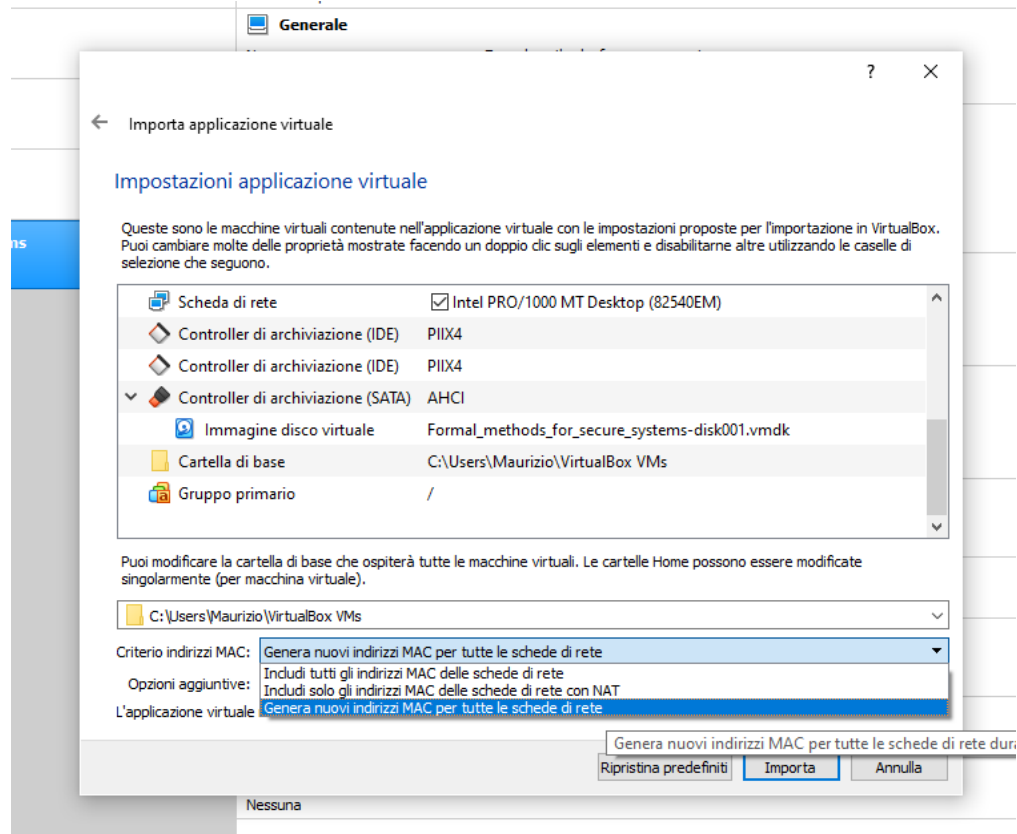 Generale
?
Importa applicazione virtuale
Impostazioni applicazione virtuale
Queste sono le macchine virtuali contenute nell'applicazione virtuale con le impostazioni proposte per l'importazione in VirtualBox.
Puoi cambiare molte delle proprietà mostrate facendo un doppio clic sugli elementi e disabilitarne altre utilizzando le caselle di
selezione che seguono.
ns
Scheda di rete Intel PRO/1000 MT Desktop (82540EM)
Controller di archiviazione (IDE) PIIX4
Controller di archiviazione (IDE) PIIX4
Controller di archiviazione (SATA) AHCI
Immagine disco virtuale Formal_methods_for_secure_systems-disk001.vmdk
Cartella di base C:\Users\Maurizio\VirtualBox VMs
Gruppo primario /
Puoi modificare la cartella di base che ospiterà tutte le macchine virtuali. Le cartelle Home possono essere modificate
singolarmente (per macchina virtuale).
C:\Users\Maurizio\VirtualBox VMs
Criterio indirizzi MAC: Genera nuovi indirizzi MAC per tutte le schede di rete
Includi tutti gli indirizzi MAC delle schede di rete
Opzioni aggiuntive: Includi solo gli indirizzi MAC delle schede di rete con NAT
L'applicazione virtuale Genera nuovi indirizzi MAC per tutte le schede di rete
Genera nuovi indirizzi MAC per tutte le schede di rete dura
Ripristina predefiniti Importa Annulla
Nessuna